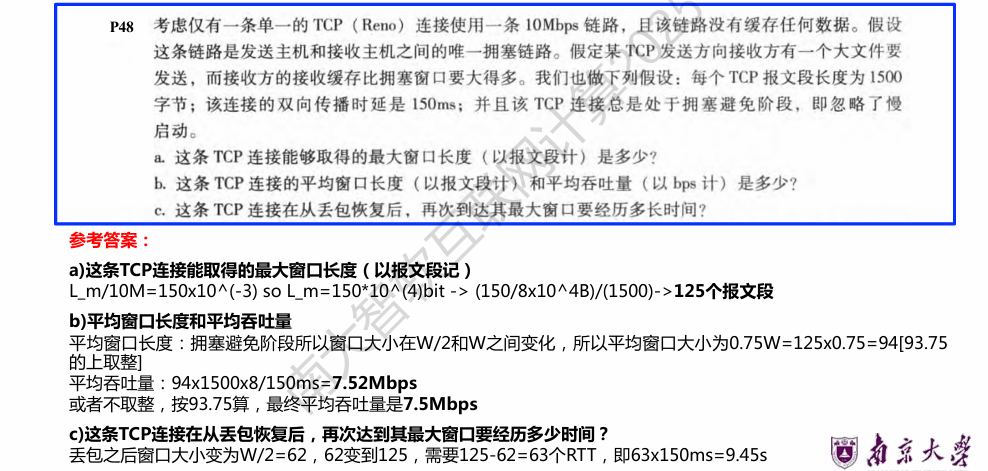 P48 考虑仅有一条单一的 TCP（Reno）连接使用一条 10Mbps 链路，且该链路没有缓存任何数据。假设
这条链路是发送主机和接收主机之间的唯一拥塞链路。假定某 TCP 发送方向接收方有一个大文件要
发送，而接收方的接收缓存比拥塞窗口要大得多。我们也做下列假设：每个 TCP 报文段长度为 1500
字节；该连接的双向传播时延是 150ms；并且该 TCP 连接总是处于拥塞避免阶段，即忽略了慢
启动。
a. 这条 TCP 连接能够取得的最大窗口长度（以报文段计）是多少？
b. 这条 TCP 连接的平均窗口长度（以报文段计）和平均吞吐量（以 bps 计）是多少？
c. 这条 TCP 连接在从丢包恢复后，再次到达其最大窗口要经历多长时间？
参考答案：
a)这条TCP连接能取得的最大窗口长度（以报文段记）
L_m/10M=150x10^(-3) so L_m=150*10^(4)bit -> (150/8x10^4B)/(1500)->125个报文段
b)平均窗口长度和平均吞吐量
平均窗口长度：拥塞避免阶段所以窗口大小在W/2和W之间变化，所以平均窗口大小为0.75W=125x0.75=94[93.75
的上取整]
平均吞吐量：94x1500x8/150ms=7.52Mbps
或者不取整，按93.75算，最终平均吞吐量是7.5Mbps
c)这条TCP连接在从丢包恢复后，再次达到其最大窗口要经历多少时间？
丢包之后窗口大小变为W/2=62，62变到125，需要125-62=63个RTT，即63x150ms=9.45s
南京大学
南大智软互联网计算2025